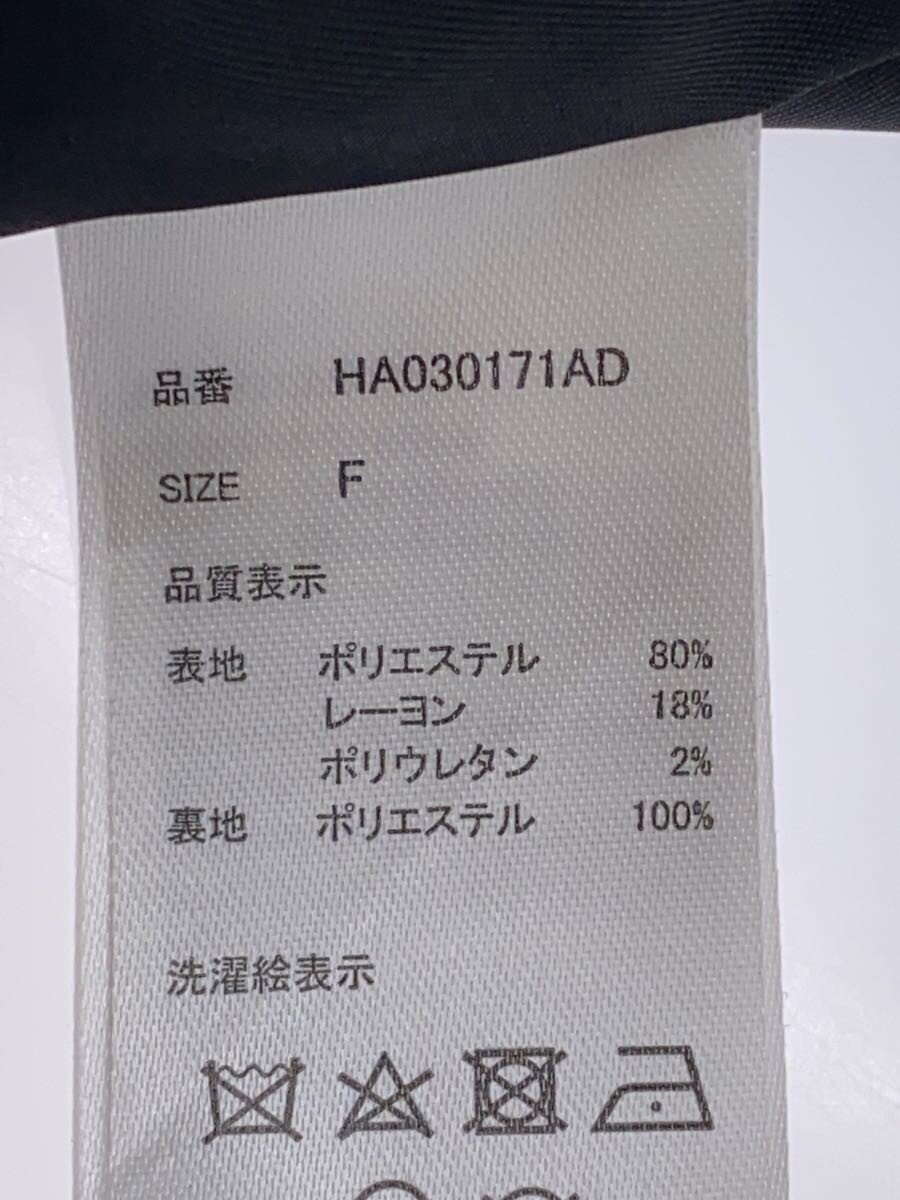 品番 HA030171AD
SIZE F
品質表示
表地 ポリエステル 80%
レーヨン 18%
ポリウレタン 2%
裏地 ポリエステル 100%
洗濯絵表示